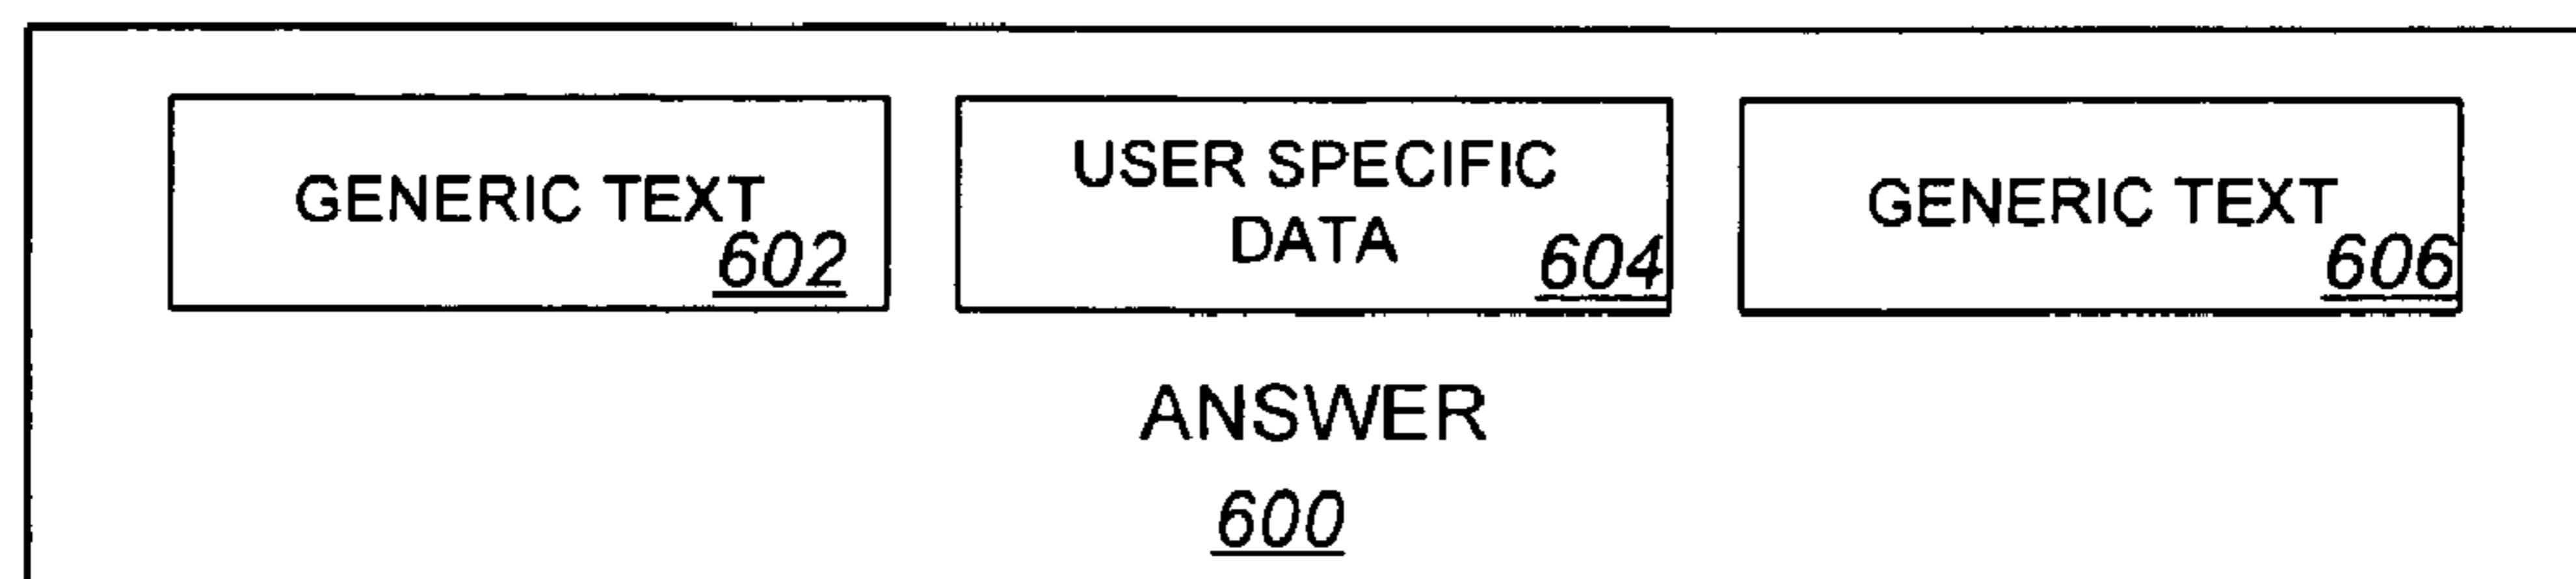 GENERIC TEXT
602
USER SPECIFIC
DATA
604
GENERIC TEXT
606
ANSWER
600